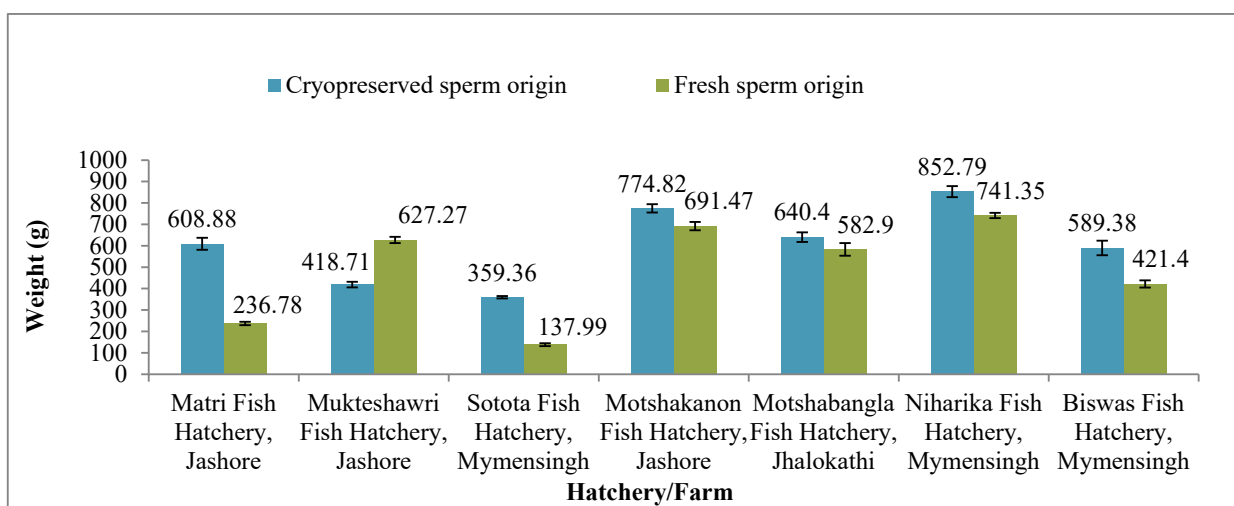 Cryopreserved sperm origin
Fresh sperm origin
Weight (g)
1000
900
800
700
600
500
400
300
200
100
0
608.88
236.78
418.71
627.27
359.36
137.99
774.82
691.47
640.4
582.9
852.79
741.35
589.38
421.4
Matri Fish
Hatchery,
Jashore
Mukteshawri
Fish Hatchery,
Jashore
Sotota Fish
Hatchery,
Mymensingh
Motshakanon
Fish Hatchery,
Jashore
Motshabangla
Fish Hatchery,
Jhalokathi
Niharika Fish
Hatchery,
Mymensingh
Biswas Fish
Hatchery,
Mymensingh
Hatchery/Farm